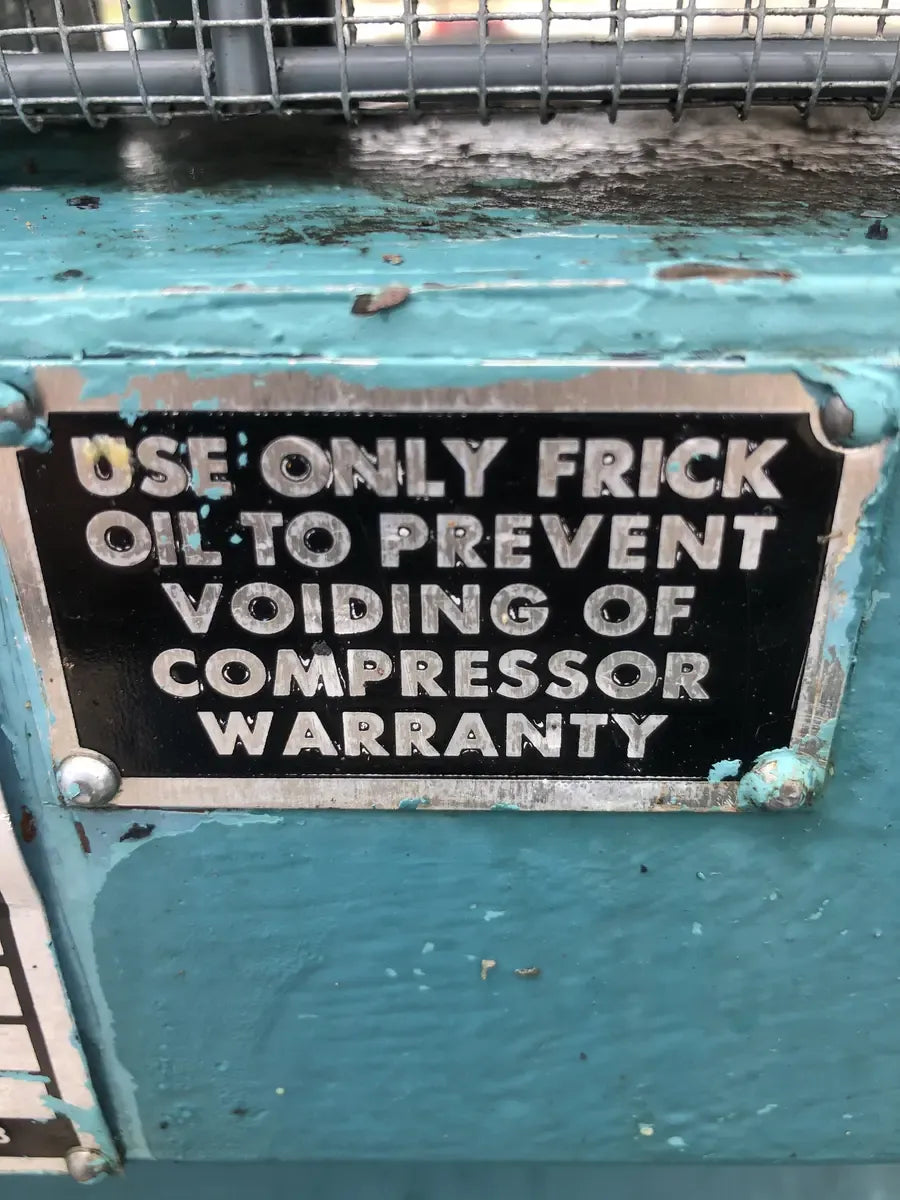 USE ONLY FRICK
OIL TO PREVENT
VOIDING OF
COMPRESSOR
WARRANTY